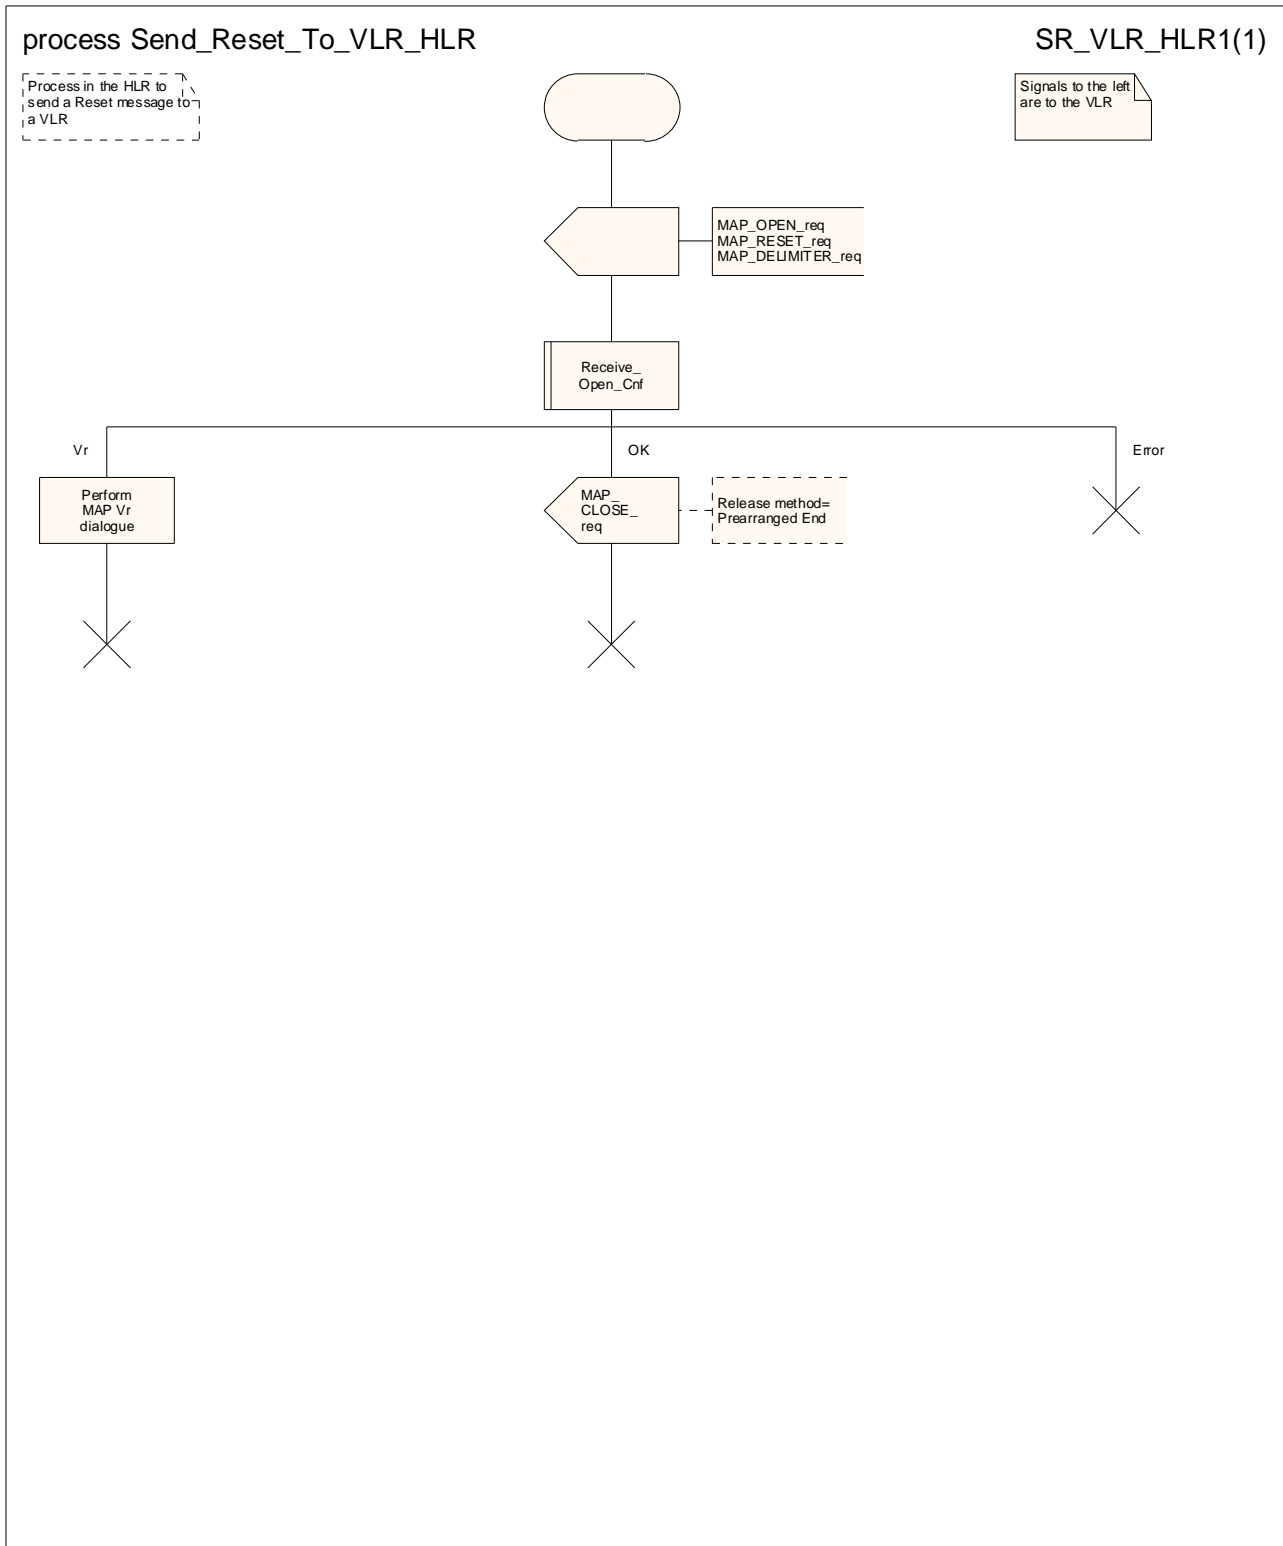 process Send_Reset_To_VLR_HLR
SR_VLR_HLR1(1)
Process in the HLR to
send a Reset message to
a VLR
Signals to the left
are to the VLR
MAP_OPEN_req
MAP_RESET_req
MAP_DELIMITER_req
Receive_
Open_Cnf
Vr
OK
Error
Perform
MAP Vr
dialogue
MAP_
CLOSE_
req
Release method=
Prearranged End